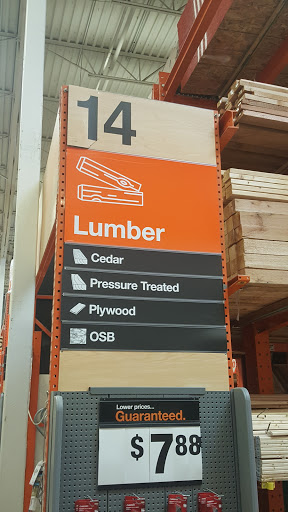 14
Lumber
Cedar
Pressure Treated
Plywood
OSB
Lower prices...
Guaranteed.
$788